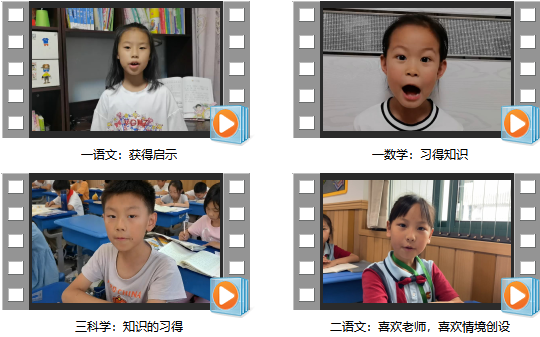 一语文：获得启示
一数学：习得知识
三科学：知识的习得
二语文：喜欢老师，喜欢情境创设